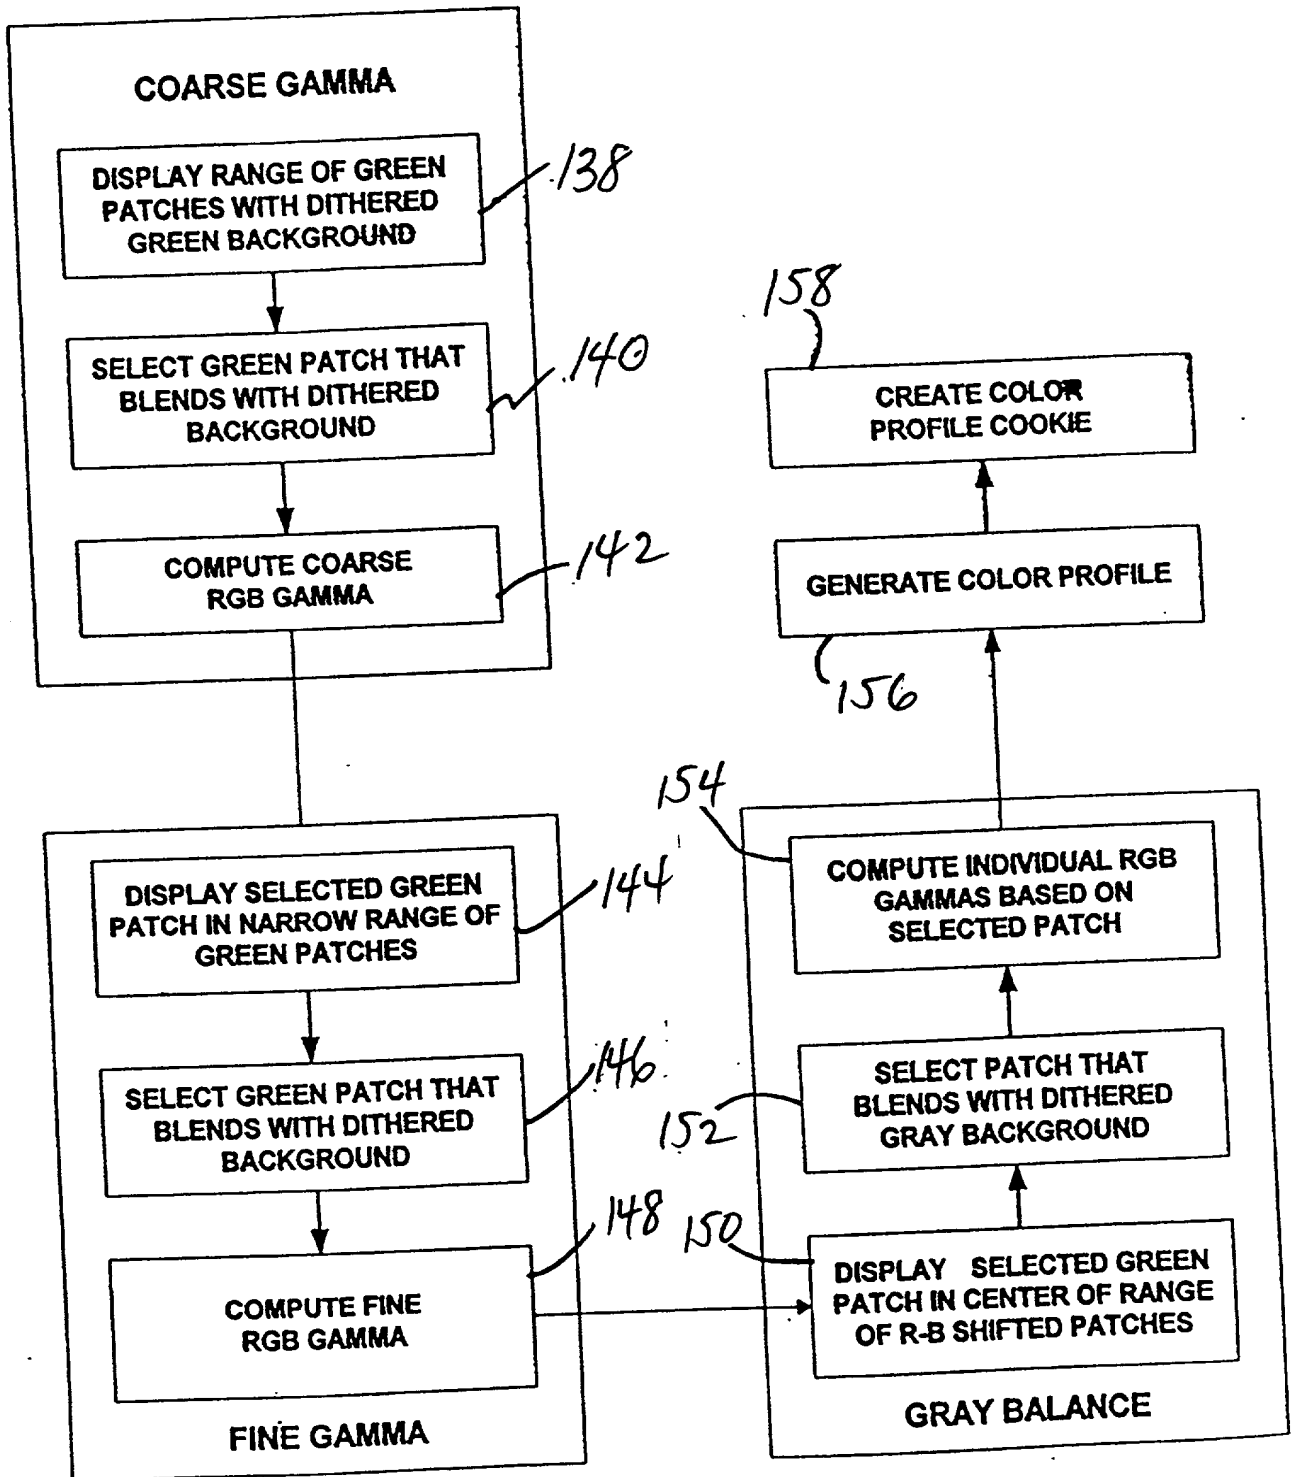 COARSE GAMMA
DISPLAY RANGE OF GREEN
PATCHES WITH DITHERED
GREEN BACKGROUND
138
SELECT GREEN PATCH THAT
BLENDS WITH DITHERED
BACKGROUND
140
COMPUTE COARSE
RGB GAMMA
142
DISPLAY SELECTED GREEN
PATCH IN NARROW RANGE OF
GREEN PATCHES
144
SELECT GREEN PATCH THAT
BLENDS WITH DITHERED
BACKGROUND
146
COMPUTE FINE
RGB GAMMA
148
FINE GAMMA
158
CREATE COLOR
PROFILE COOKIE
GENERATE COLOR PROFILE
156
154
COMPUTE INDIVIDUAL RGB
GAMMAS BASED ON
SELECTED PATCH
152
SELECT PATCH THAT
BLENDS WITH DITHERED
GRAY BACKGROUND
150
DISPLAY SELECTED GREEN
PATCH IN CENTER OF RANGE
OF R-B SHIFTED PATCHES
GRAY BALANCE